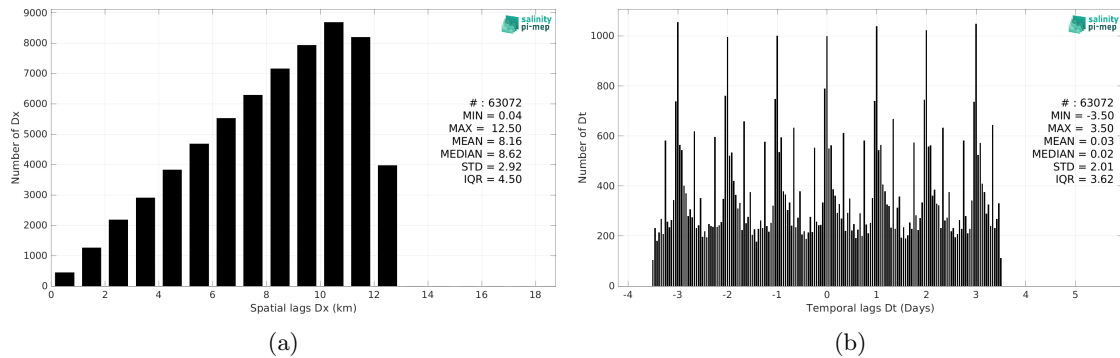 9000
8000
7000
6000
5000
4000
3000
2000
1000
0
Number of Dx
0 2 4 6 8 10 12 14 16 18
Spatial lags Dx (km)
salinity
pi-mep
# : 63072
MIN = 0.04
MAX = 12.50
MEAN = 8.16
MEDIAN = 8.62
STD = 2.92
IQR = 4.50
(a)
1000
800
600
400
200
0
Number of Dt
-4 -3 -2 -1 0 1 2 3 4 5
Temporal lags Dt (Days)
salinity
pi-mep
# : 63072
MIN = -3.50
MAX = 3.50
MEAN = 0.03
MEDIAN = 0.02
STD = 2.01
IQR = 3.62
(b)